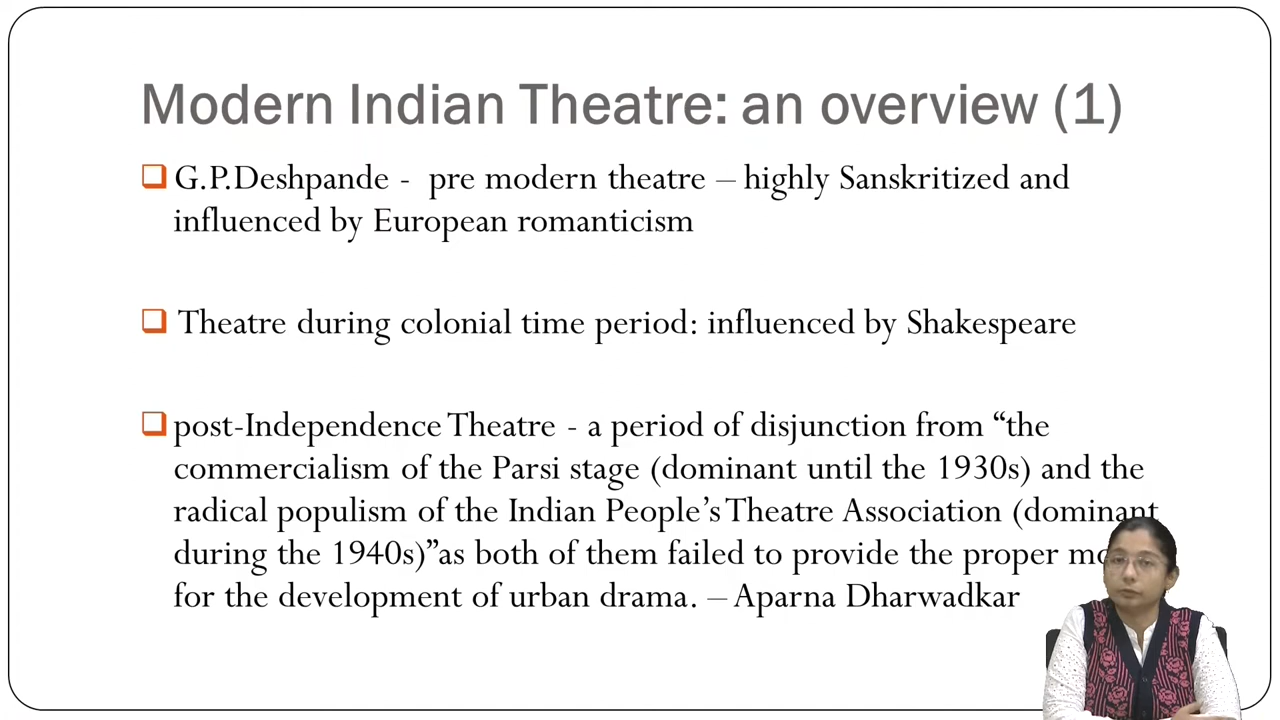 Modern Indian Theatre: an overview (1)
G.P.Deshpande - pre modern theatre – highly Sanskritized and
influenced by European romanticism
Theatre during colonial time period: influenced by Shakespeare
post-Independence Theatre - a period of disjunction from “the
commercialism of the Parsi stage (dominant until the 1930s) and the
radical populism of the Indian People’s Theatre Association (dominant
during the 1940s)”as both of them failed to provide the proper
for the development of urban drama. – Aparna Dharwadkar